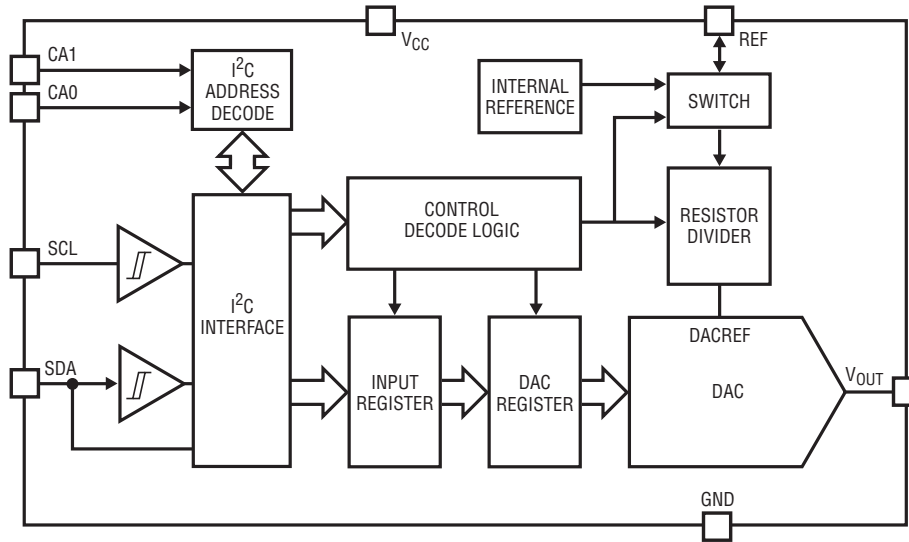 VCC
REF
CA1
CA0
I2C
ADDRESS
DECODE
INTERNAL
REFERENCE
SWITCH
CONTROL
DECODE LOGIC
RESISTOR
DIVIDER
SCL
I2C
INTERFACE
SDA
INPUT
REGISTER
DAC
REGISTER
DACREF
DAC
VOUT
GND